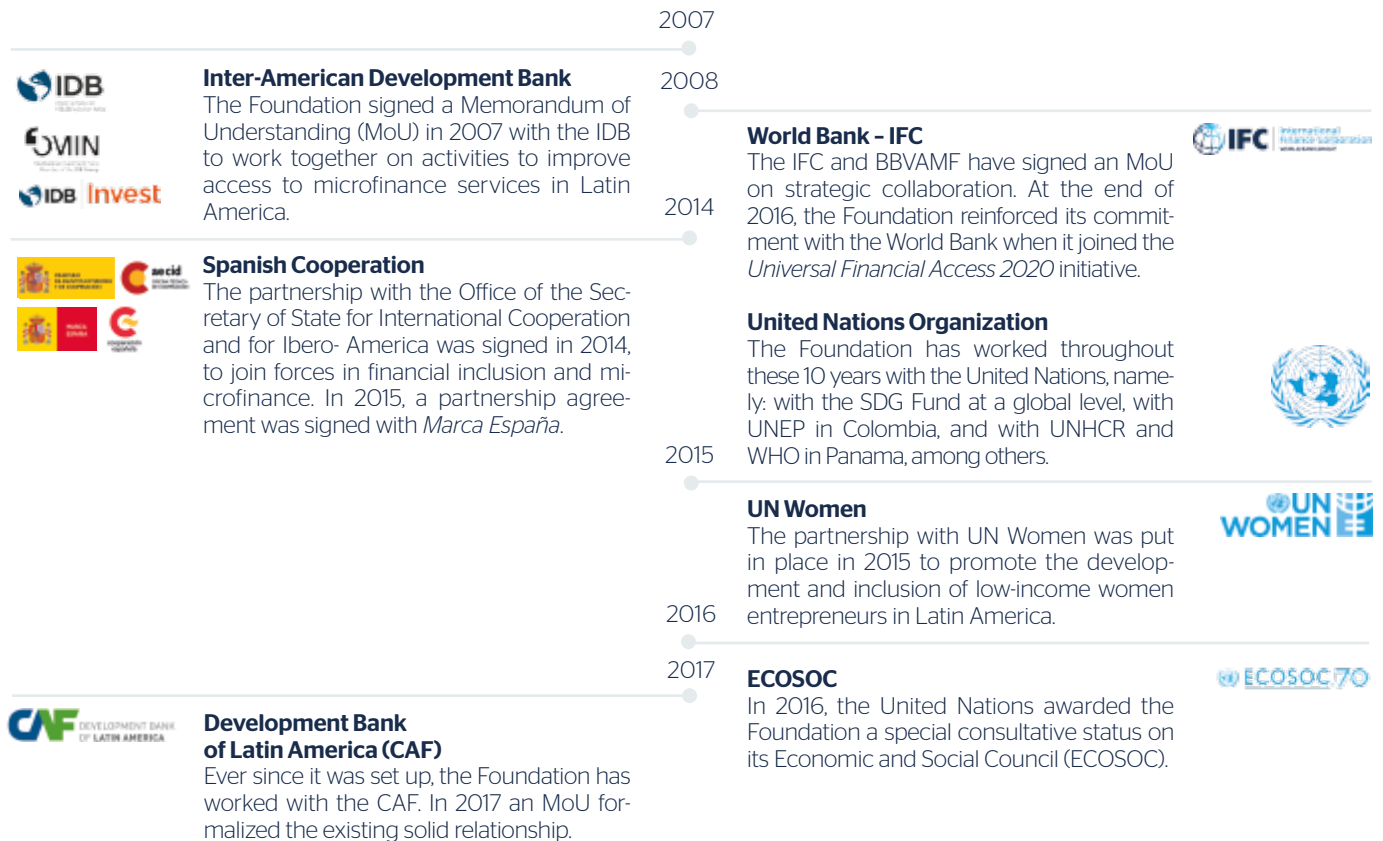 2007
IDB
OMIN
IDB Invest
Inter-American Development Bank
The Foundation signed a Memorandum of
Understanding (MoU) in 2007 with the IDB
to work together on activities to improve
access to microfinance services in Latin
America.
2008
World Bank – IFC
The IFC and BBVAMF have signed an MoU
on strategic collaboration. At the end of
2016, the Foundation reinforced its commit-
ment with the World Bank when it joined the
Universal Financial Access 2020 initiative.
IFC
International
Finance Corporation
WORLD BANK GROUP
United Nations Organization
The Foundation has worked throughout
these 10 years with the United Nations, name-
ly: with the SDG Fund at a global level, with
UNEP in Colombia, and with UNHCR and
WHO in Panama, among others.
2014
aecid
MARCA
ESPAÑA
cooperación
española
Spanish Cooperation
The partnership with the Office of the Sec-
retary of State for International Cooperation
and for Ibero- America was signed in 2014,
to join forces in financial inclusion and mi-
crofinance. In 2015, a partnership agree-
ment was signed with Marca España.
2015
UN Women
The partnership with UN Women was put
in place in 2015 to promote the develop-
ment and inclusion of low-income women
entrepreneurs in Latin America.
UN
WOMEN
2016
ECOSOC
In 2016, the United Nations awarded the
Foundation a special consultative status on
its Economic and Social Council (ECOSOC).
ECOSOC 70
2017
CAF
DEVELOPMENT BANK
OF LATIN AMERICA
Development Bank
of Latin America (CAF)
Ever since it was set up, the Foundation has
worked with the CAF. In 2017 an MoU for-
malized the existing solid relationship.